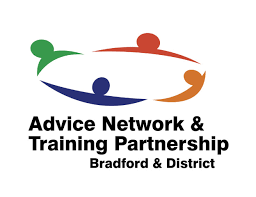 Advice Network &
Training Partnership
Bradford & District